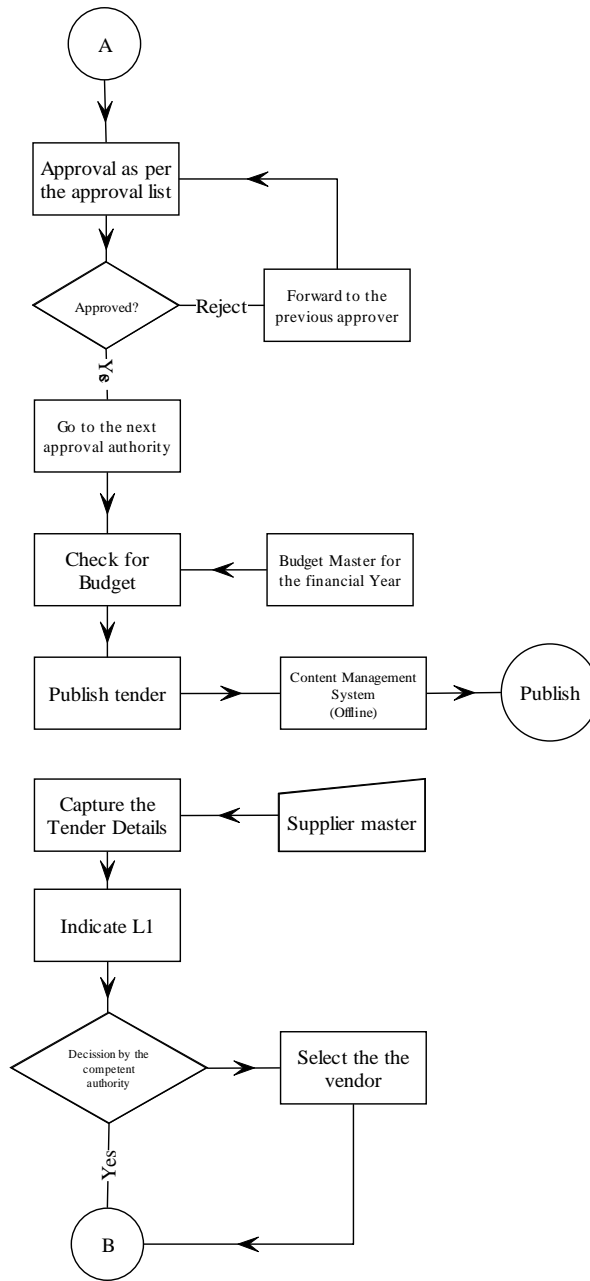 A
Approval as per
the approval list
Approved?
Reject
Forward to the
previous approver
Yes
Go to the next
approval authority
Check for
Budget
Budget Master for
the financial Year
Publish tender
Content Management
System
(Offline)
Publish
Capture the
Tender Details
Supplier master
Indicate L1
Decission by the
competent
authority
Select the the
vendor
Yes
B